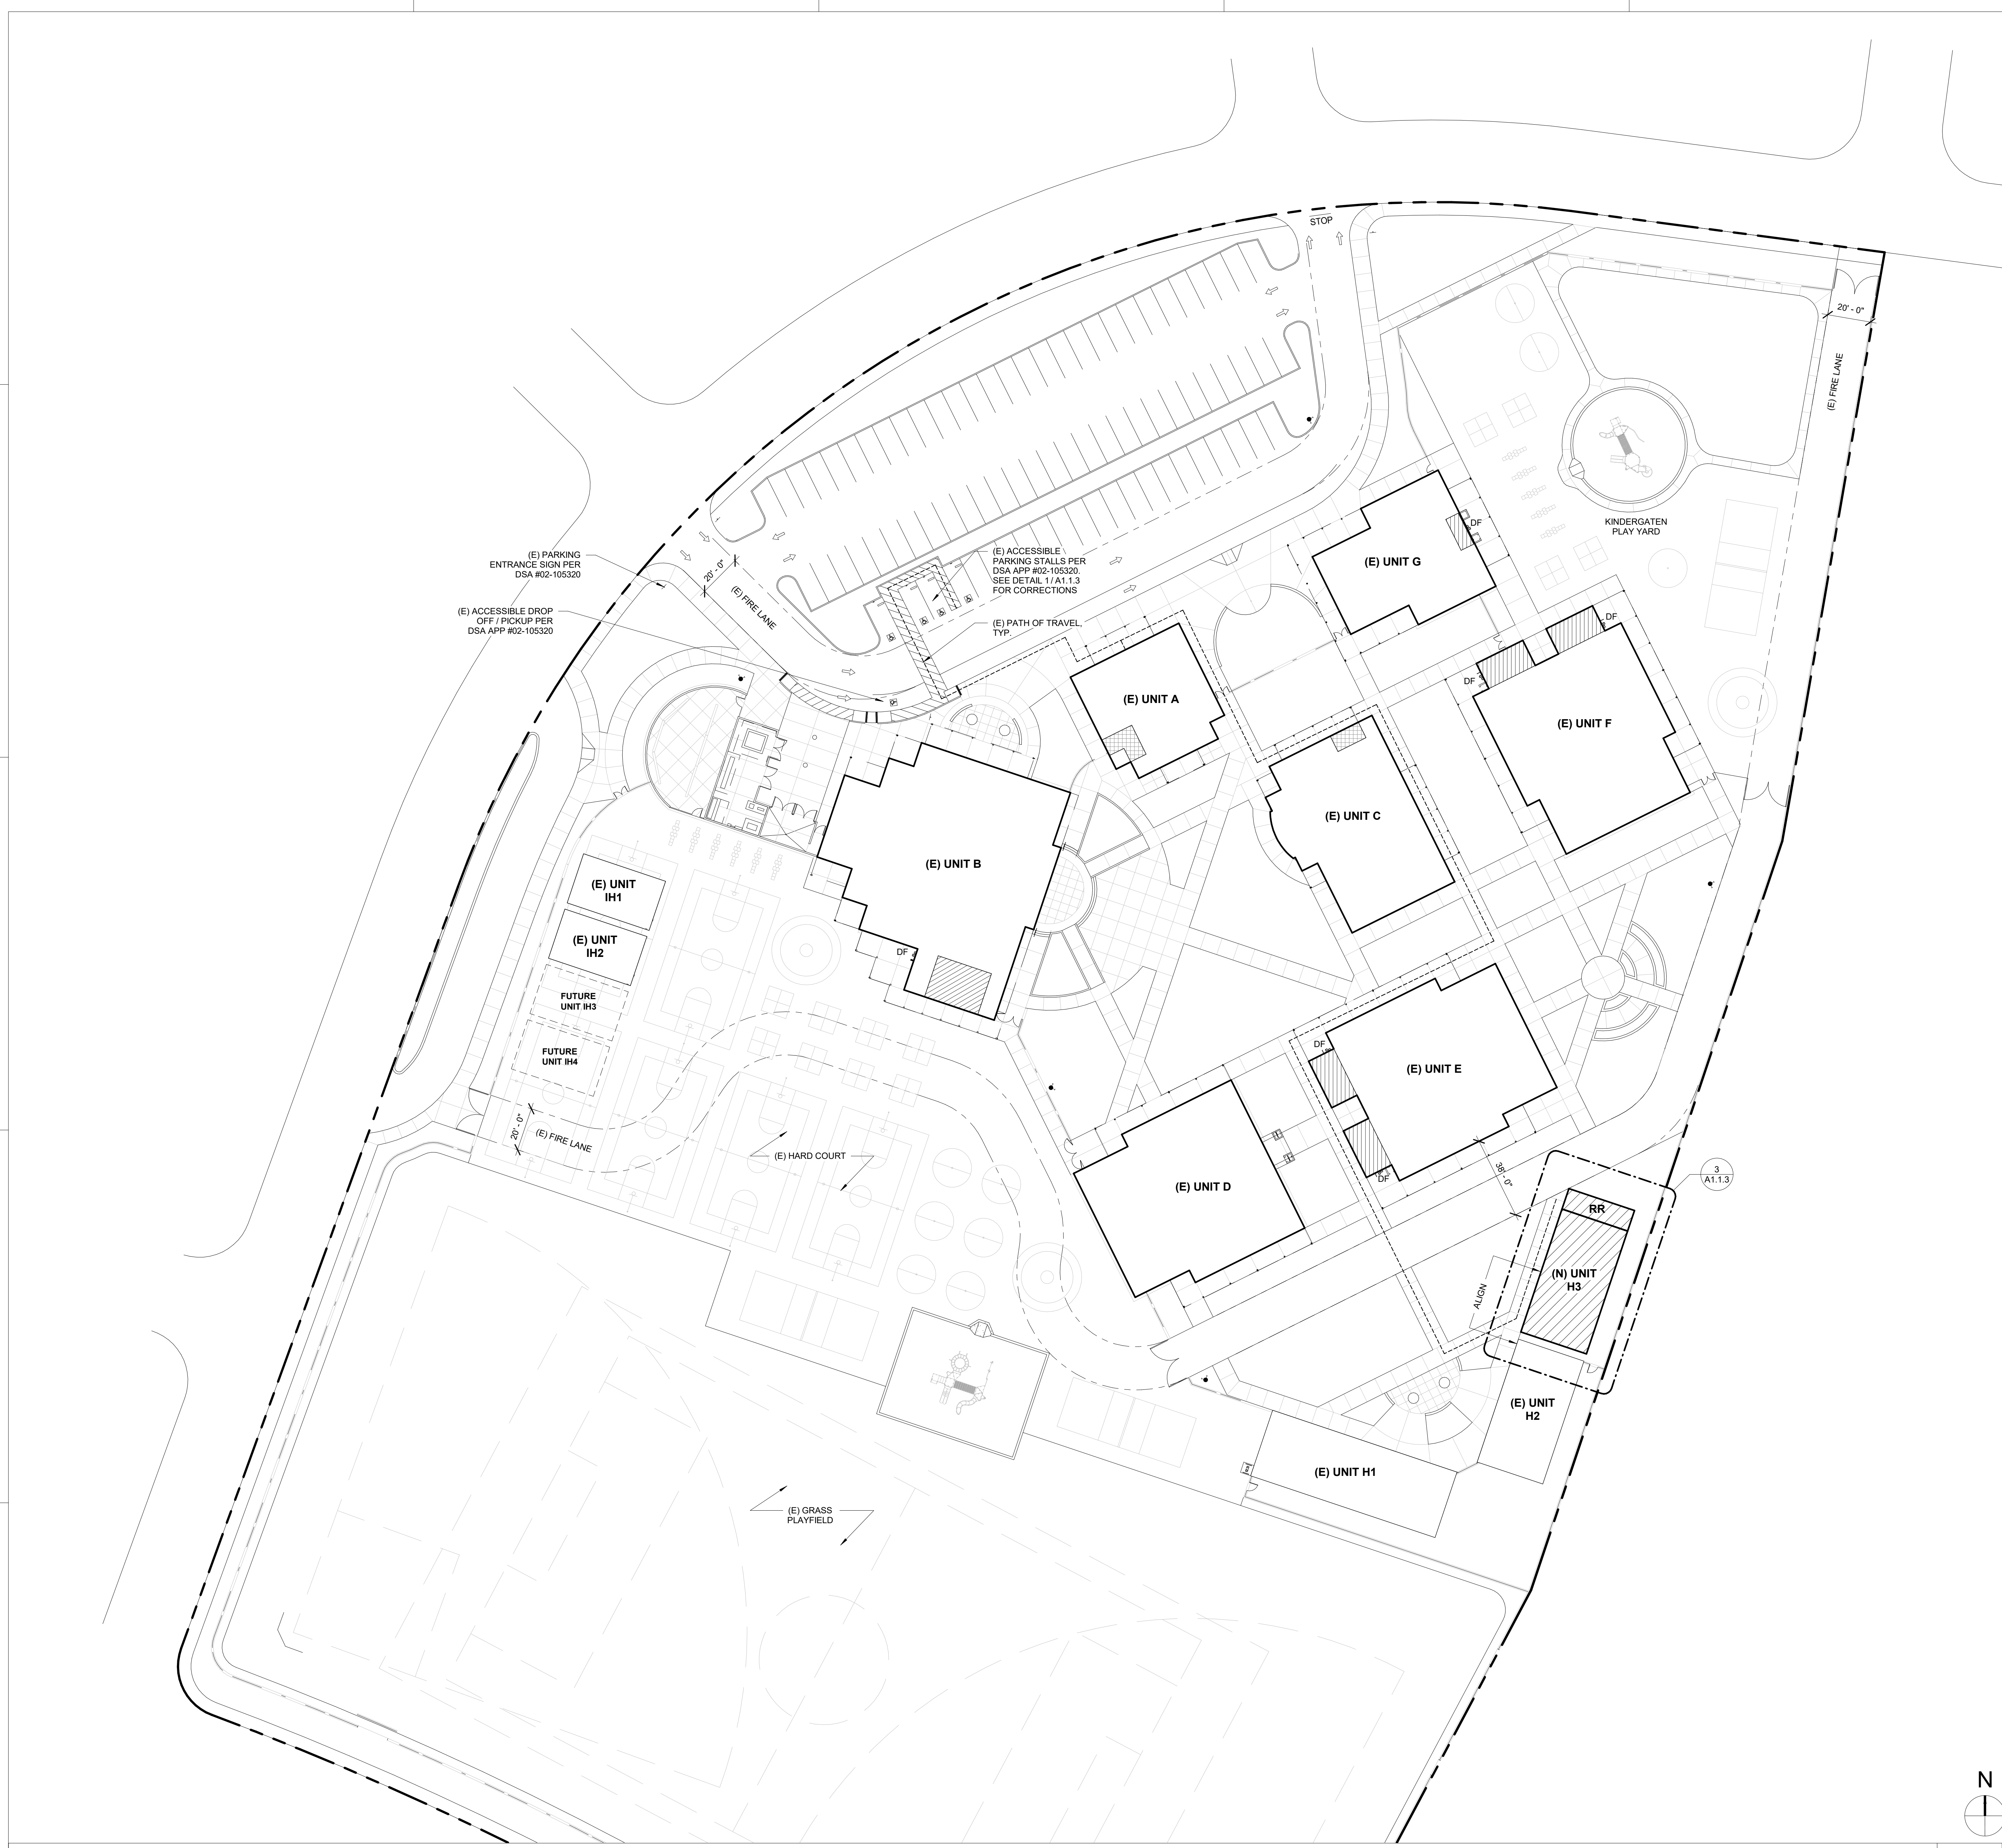 STOP
20' - 0"
(E) FIRE LANE
(E) PARKING
ENTRANCE SIGN PER
DSA #02-105320
(E) ACCESSIBLE DROP
OFF / PICKUP PER
DSA APP #02-105320
20' - 0"
(E) FIRE LANE
(E) ACCESSIBLE
PARKING STALLS PER
DSA APP #02-105320.
SEE DETAIL 1 / A1.1.3
FOR CORRECTIONS
(E) PATH OF TRAVEL,
TYP.
KINDERGATEN
PLAY YARD
DF
(E) UNIT G
DF
DF
(E) UNIT F
(E) UNIT A
(E) UNIT C
(E) UNIT B
DF
(E) UNIT
IH1
(E) UNIT
IH2
FUTURE
UNIT IH3
FUTURE
UNIT IH4
20' - 0"
(E) FIRE LANE
(E) HARD COURT
DF
(E) UNIT E
DF
(E) UNIT D
38' - 0"
3
A1.1.3
RR
(N) UNIT
H3
ALIGN
(E) UNIT
H2
(E) UNIT H1
(E) GRASS
PLAYFIELD
N